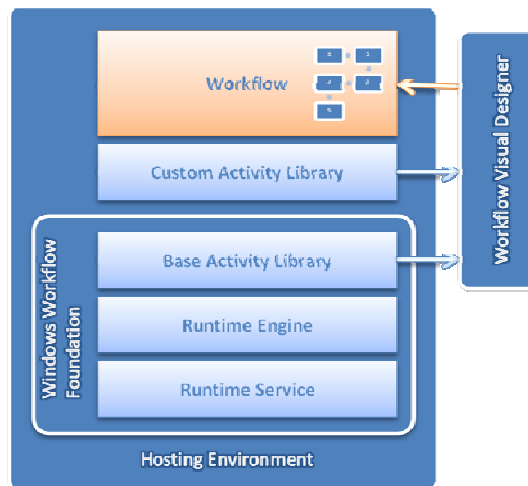 Workflow
Custom Activity Library
Windows Workflow
Foundation
Base Activity Library
Runtime Engine
Runtime Service
Hosting Environment
Workflow Visual Designer